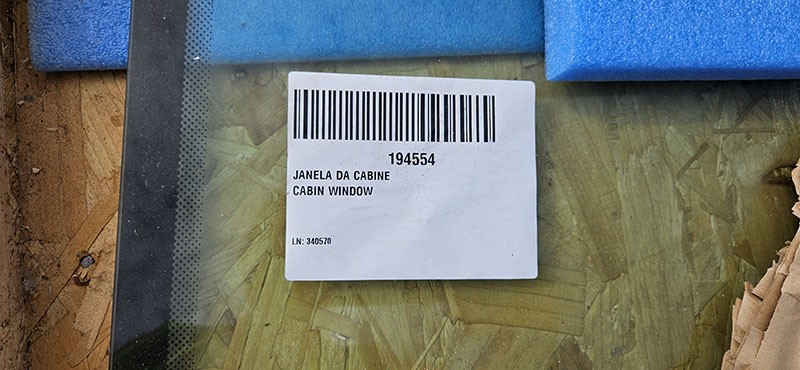 194554
JANELA DA CABINE
CABIN WINDOW
LN: 340570